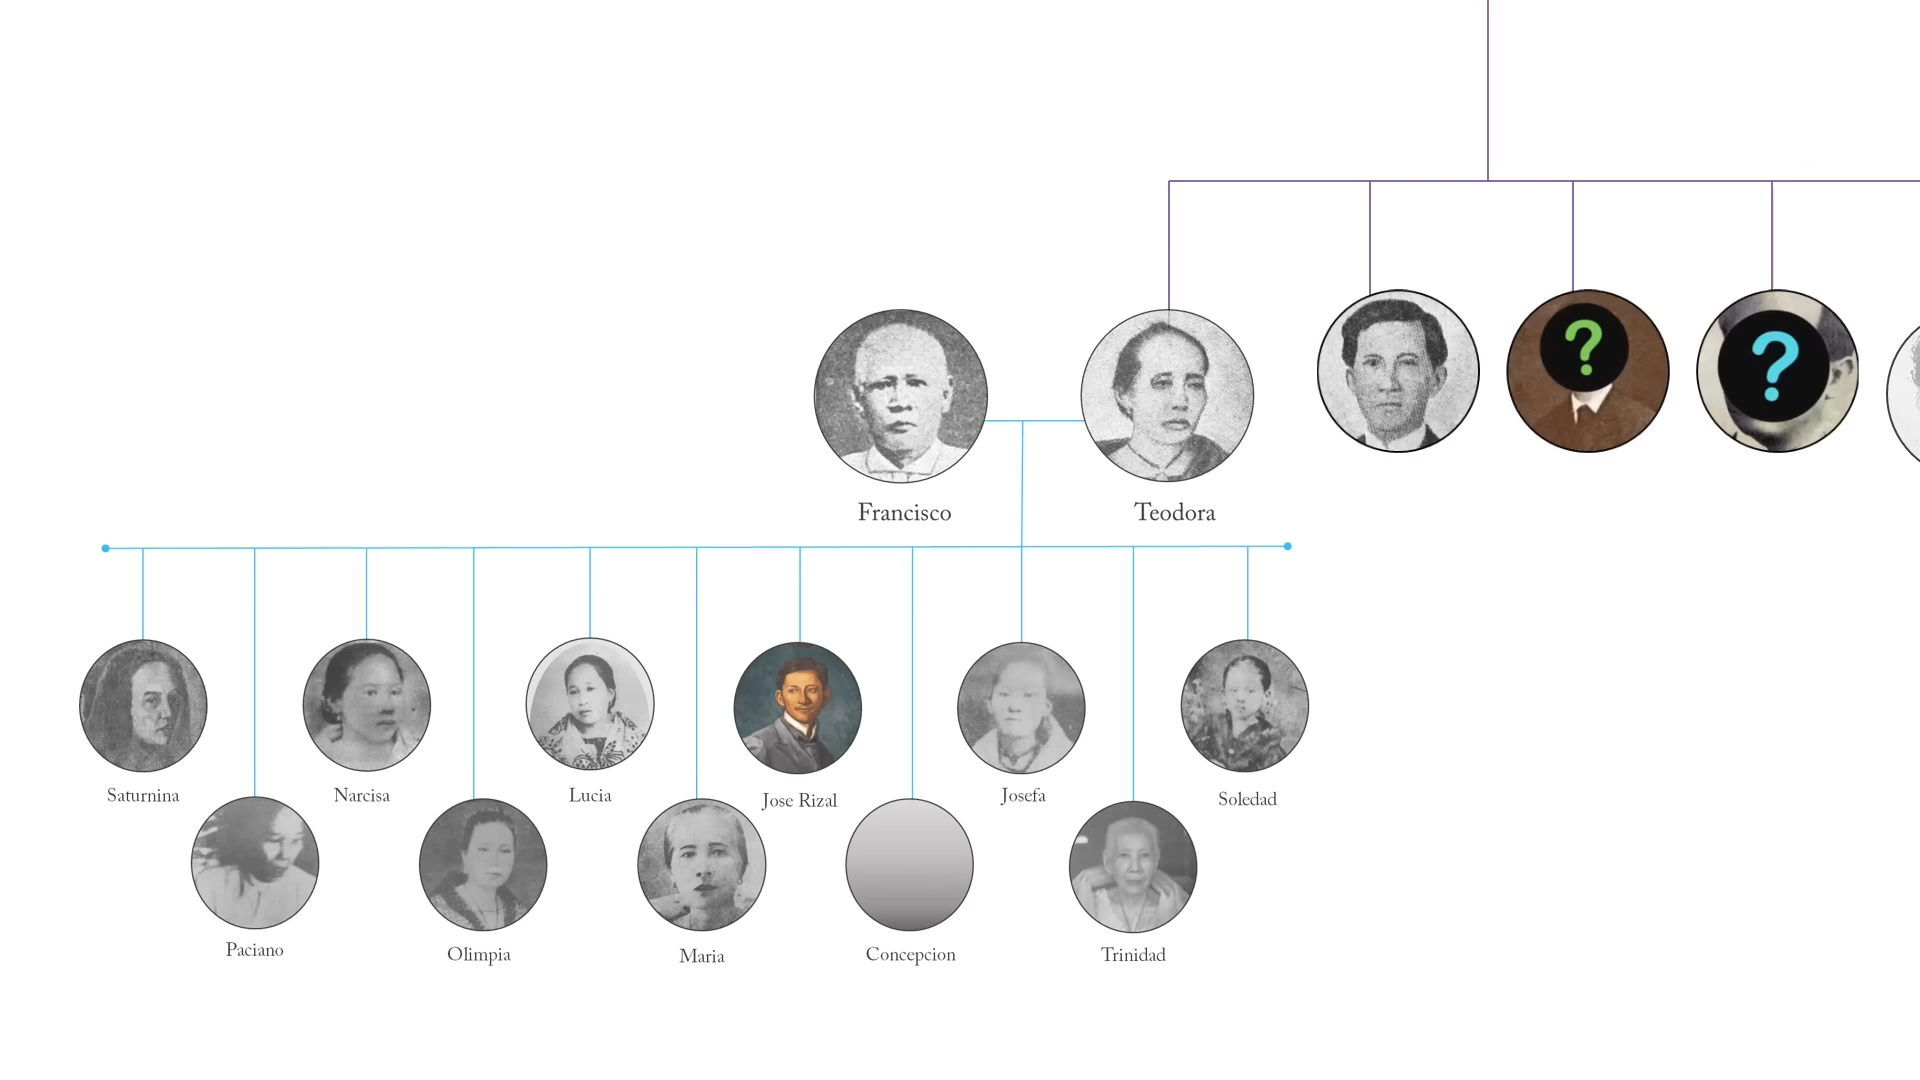 ?
?
Francisco
Teodora
Saturnina
Narcisa
Lucia
Jose Rizal
Josefa
Soledad
Paciano
Olimpia
Maria
Concepcion
Trinidad